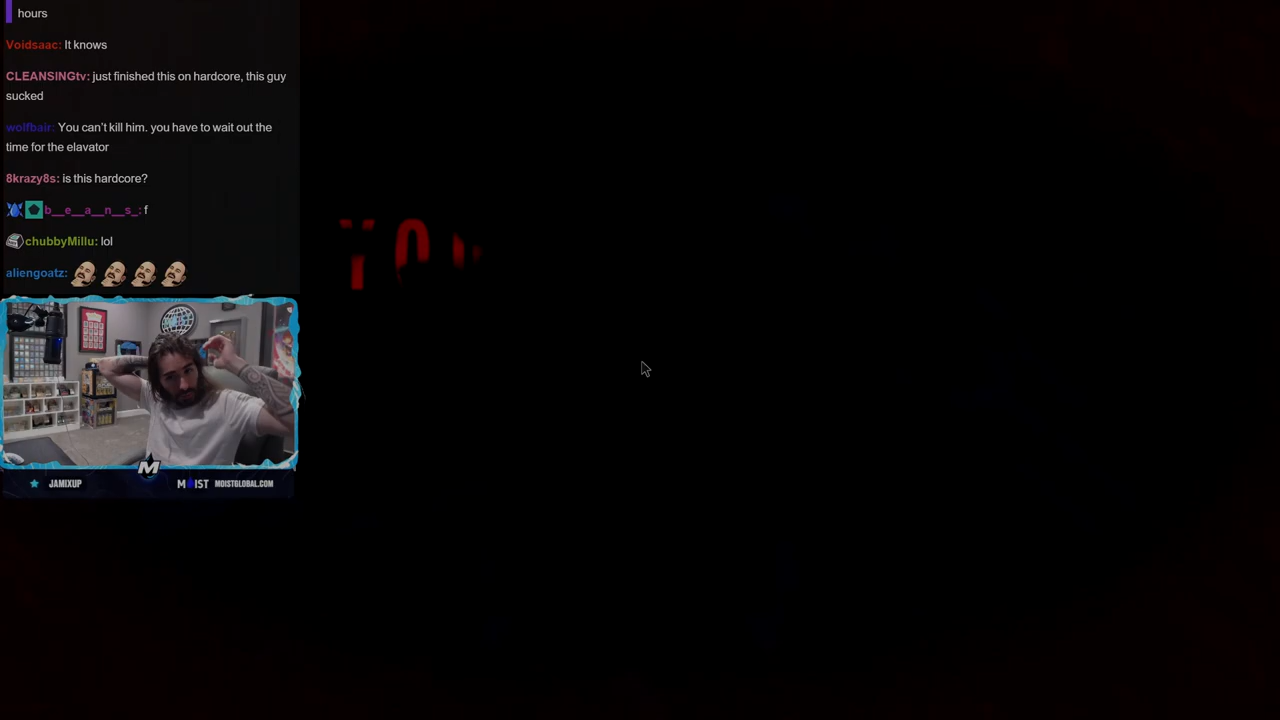 hours
Voidsaac: It knows
CLEANSINGtv: just finished this on hardcore, this guy
sucked
wolfbair: You can't kill him. you have to wait out the
time for the elavator
8krazy8s: is this hardcore?
b__e__a__n__s_: f
chubbyMillu: lol
aliengoatz:
YO
M
JAMIXUP
MOIST
MOISTGLOBAL.COM